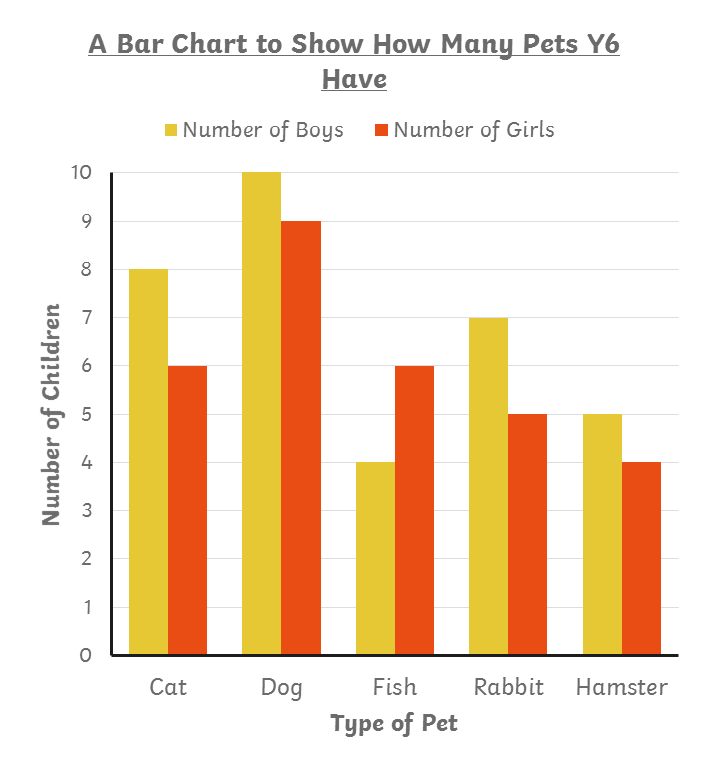 A Bar Chart to Show How Many Pets Y6
Have
Number of Boys Number of Girls
10
9
8
7
6
5
4
3
2
1
0
Number of Children
Cat Dog Fish Rabbit Hamster
Type of Pet